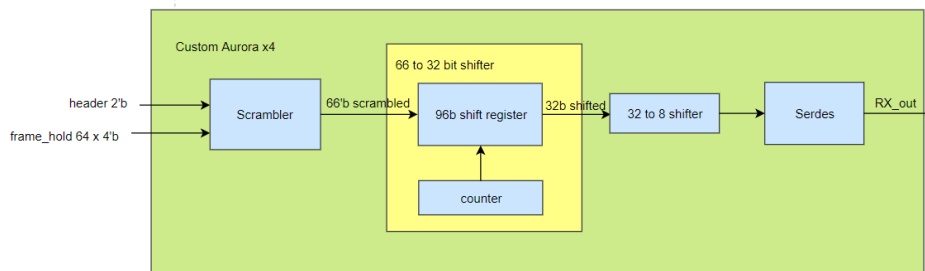 Custom Aurora x4
66 to 32 bit shifter
header 2'b
66'b scrambled
32b shifted
RX_out
Scrambler
96b shift register
32 to 8 shifter
Serdes
frame_hold 64 x 4'b
counter